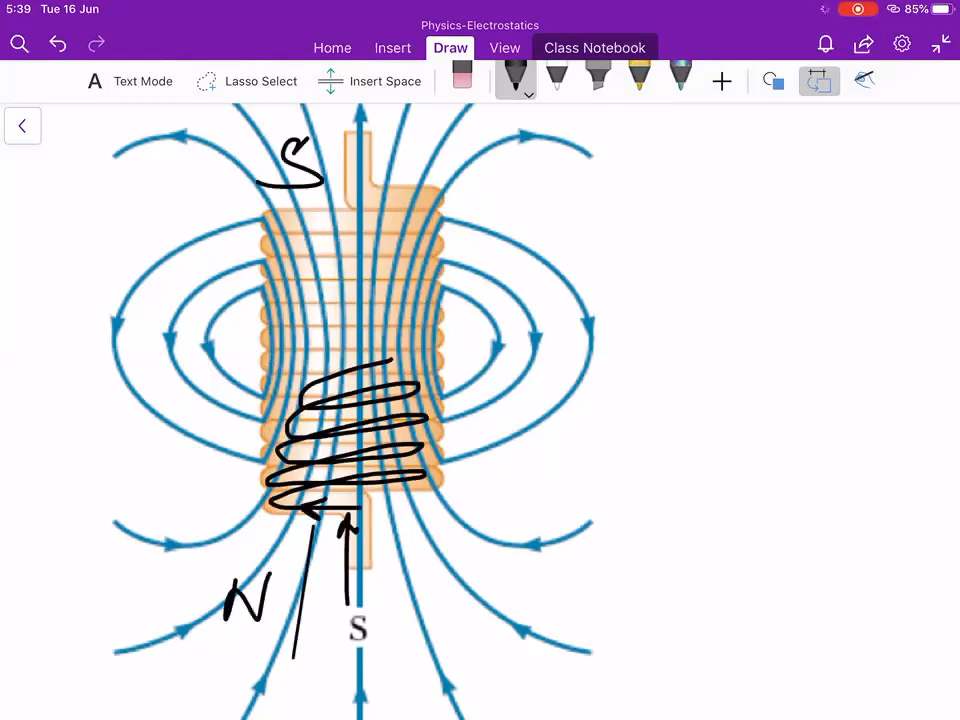 5:39 Tue 16 Jun
85%
Physics-Electrostatics
Home Insert Draw View Class Notebook
A Text Mode Lasso Select Insert Space
S
N
S